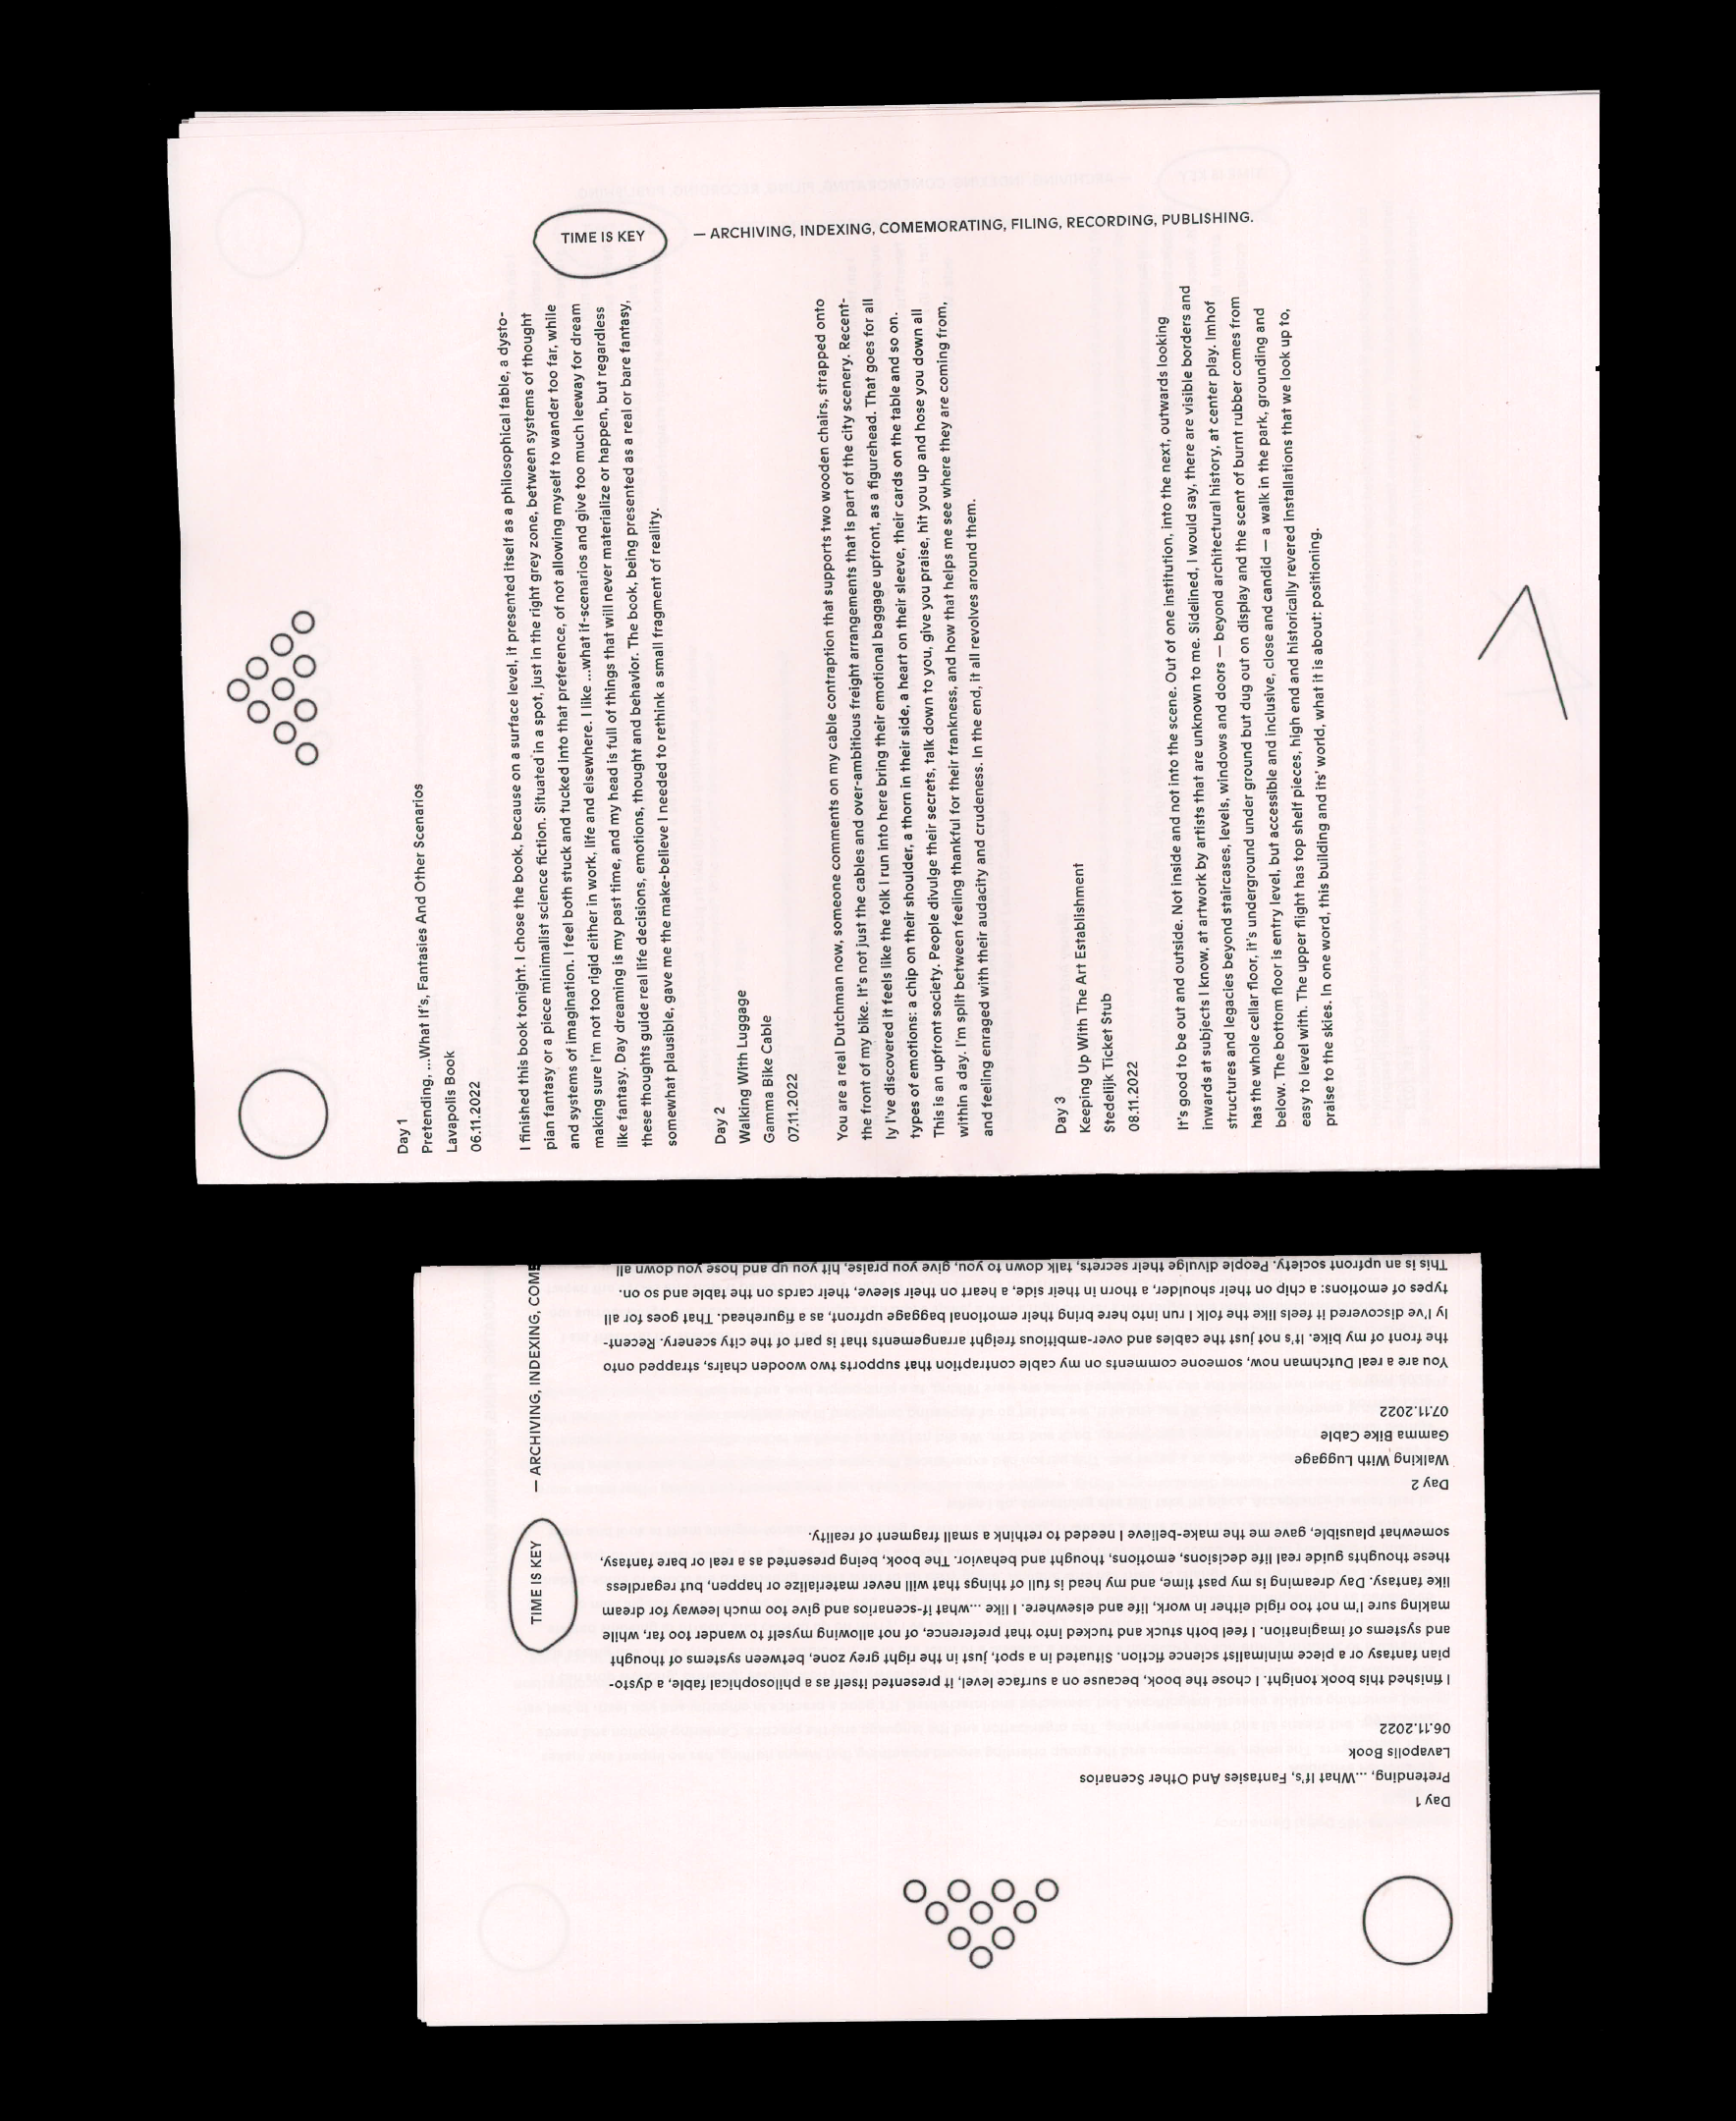 TIME IS KEY
— ARCHIVING, INDEXING, COMEMORATING, FILING, RECORDING, PUBLISHING.
Day 1
Pretending, ...What If's, Fantasies And Other Scenarios
Lavapolis Book
06.11.2022
I finished this book tonight. I chose the book, because on a surface level, it presented itself as a philosophical fable, a dysto-
pian fantasy or a piece minimalist science fiction. Situated in a spot, just in the right grey zone, between systems of thought
and systems of imagination. I feel both stuck and tucked into that preference, of not allowing myself to wander too far, while
making sure I'm not too rigid either in work, life and elsewhere. I like ...what if-scenarios and give too much leeway for dream
like fantasy. Day dreaming is my past time, and my head is full of things that will never materialize or happen, but regardless
these thoughts guide real life decisions, emotions, thought and behavior. The book, being presented as a real or bare fantasy,
somewhat plausible, gave me the make-believe I needed to rethink a small fragment of reality.
Day 2
Walking With Luggage
Gamma Bike Cable
07.11.2022
You are a real Dutchman now, someone comments on my cable contraption that supports two wooden chairs, strapped onto
the front of my bike. It's not just the cables and over-ambitious freight arrangements that is part of the city scenery. Recent-
ly I've discovered it feels like the folk I run into here bring their emotional baggage upfront, as a figurehead. That goes for all
types of emotions: a chip on their shoulder, a thorn in their side, a heart on their sleeve, their cards on the table and so on.
This is an upfront society. People divulge their secrets, talk down to you, give you praise, hit you up and hose you down all
within a day. I'm split between feeling thankful for their frankness, and how that helps me see where they are coming from,
and feeling enraged with their audacity and crudeness. In the end, it all revolves around them.
Day 3
Keeping Up With The Art Establishment
Stedelijk Ticket Stub
08.11.2022
It's good to be out and outside. Not inside and not into the scene. Out of one institution, into the next, outwards looking
inwards at subjects I know, at artwork by artists that are unknown to me. Sidelined, I would say, there are visible borders and
structures and legacies beyond staircases, levels, windows and doors — beyond architectural history, at center play. Imhof
has the whole cellar floor, it's underground under ground but dug out on display and the scent of burnt rubber comes from
below. The bottom floor is entry level, but accessible and inclusive, close and candid — a walk in the park, grounding and
easy to level with. The upper flight has top shelf pieces, high end and historically revered installations that we look up to,
praise to the skies. In one word, this building and its' world, what it is about: positioning.
TIME IS KEY
— ARCHIVING, INDEXING, COME
Day 1
Pretending, ...What If's, Fantasies And Other Scenarios
Lavapolis Book
06.11.2022
I finished this book tonight. I chose the book, because on a surface level, it presented itself as a philosophical fable, a dysto-
pian fantasy or a piece minimalist science fiction. Situated in a spot, just in the right grey zone, between systems of thought
and systems of imagination. I feel both stuck and tucked into that preference, of not allowing myself to wander too far, while
making sure I'm not too rigid either in work, life and elsewhere. I like ...what if-scenarios and give too much leeway for dream
like fantasy. Day dreaming is my past time, and my head is full of things that will never materialize or happen, but regardless
these thoughts guide real life decisions, emotions, thought and behavior. The book, being presented as a real or bare fantasy,
somewhat plausible, gave me the make-believe I needed to rethink a small fragment of reality.
Day 2
Walking With Luggage
Gamma Bike Cable
07.11.2022
You are a real Dutchman now, someone comments on my cable contraption that supports two wooden chairs, strapped onto
the front of my bike. It's not just the cables and over-ambitious freight arrangements that is part of the city scenery. Recent-
ly I've discovered it feels like the folk I run into here bring their emotional baggage upfront, as a figurehead. That goes for all
types of emotions: a chip on their shoulder, a thorn in their side, a heart on their sleeve, their cards on the table and so on.
This is an upfront society. People divulge their secrets, talk down to you, give you praise, hit you up and hose you down all